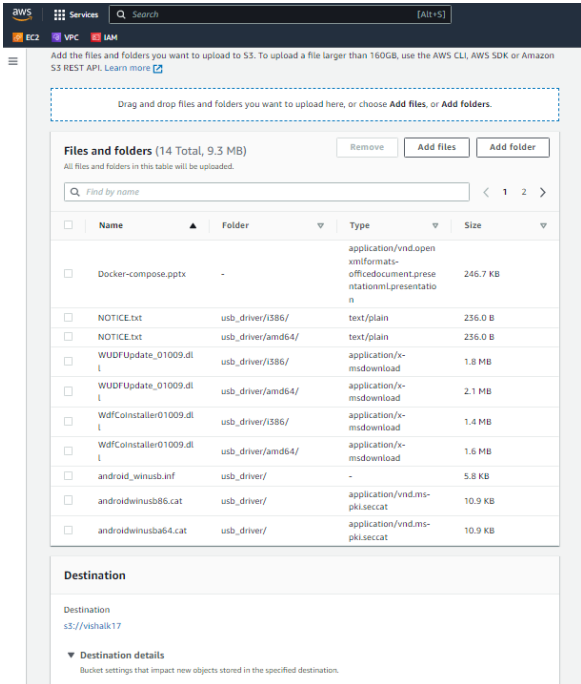 aws Services Search [Alt+S]
EC2 VPC IAM
Add the files and folders you want to upload to S3. To upload a file larger than 160GB, use the AWS CLI, AWS SDK or Amazon
S3 REST API. Learn more
Drag and drop files and folders you want to upload here, or choose Add files, or Add folders.
Files and folders (14 Total, 9.3 MB) Remove Add files Add folder
All files and folders in this table will be uploaded.
Find by name 1 2
Name Folder Type Size
application/vnd.open
xmlformats-
Docker-compose.pptx - officedocument.prese 246.7 KB
ntationml.presentatio
n
NOTICE.txt usb_driver/i386/ text/plain 236.0 B
NOTICE.txt usb_driver/amd64/ text/plain 236.0 B
WUDFUpdate_01009.dl usb_driver/i386/ application/x- 1.8 MB
l msdownload
WUDFUpdate_01009.dl usb_driver/amd64/ application/x- 2.1 MB
l msdownload
WdfCoInstaller01009.dl usb_driver/i386/ application/x- 1.4 MB
l msdownload
WdfCoInstaller01009.dl usb_driver/amd64/ application/x- 1.6 MB
l msdownload
android_winusb.inf usb_driver/ - 5.8 KB
androidwinusb86.cat usb_driver/ application/vnd.ms- 10.9 KB
pki.seccat
androidwinusba64.cat usb_driver/ application/vnd.ms- 10.9 KB
pki.seccat
Destination
Destination
s3://vishalk17
Destination details
Bucket settings that impact new objects stored in the specified destination.